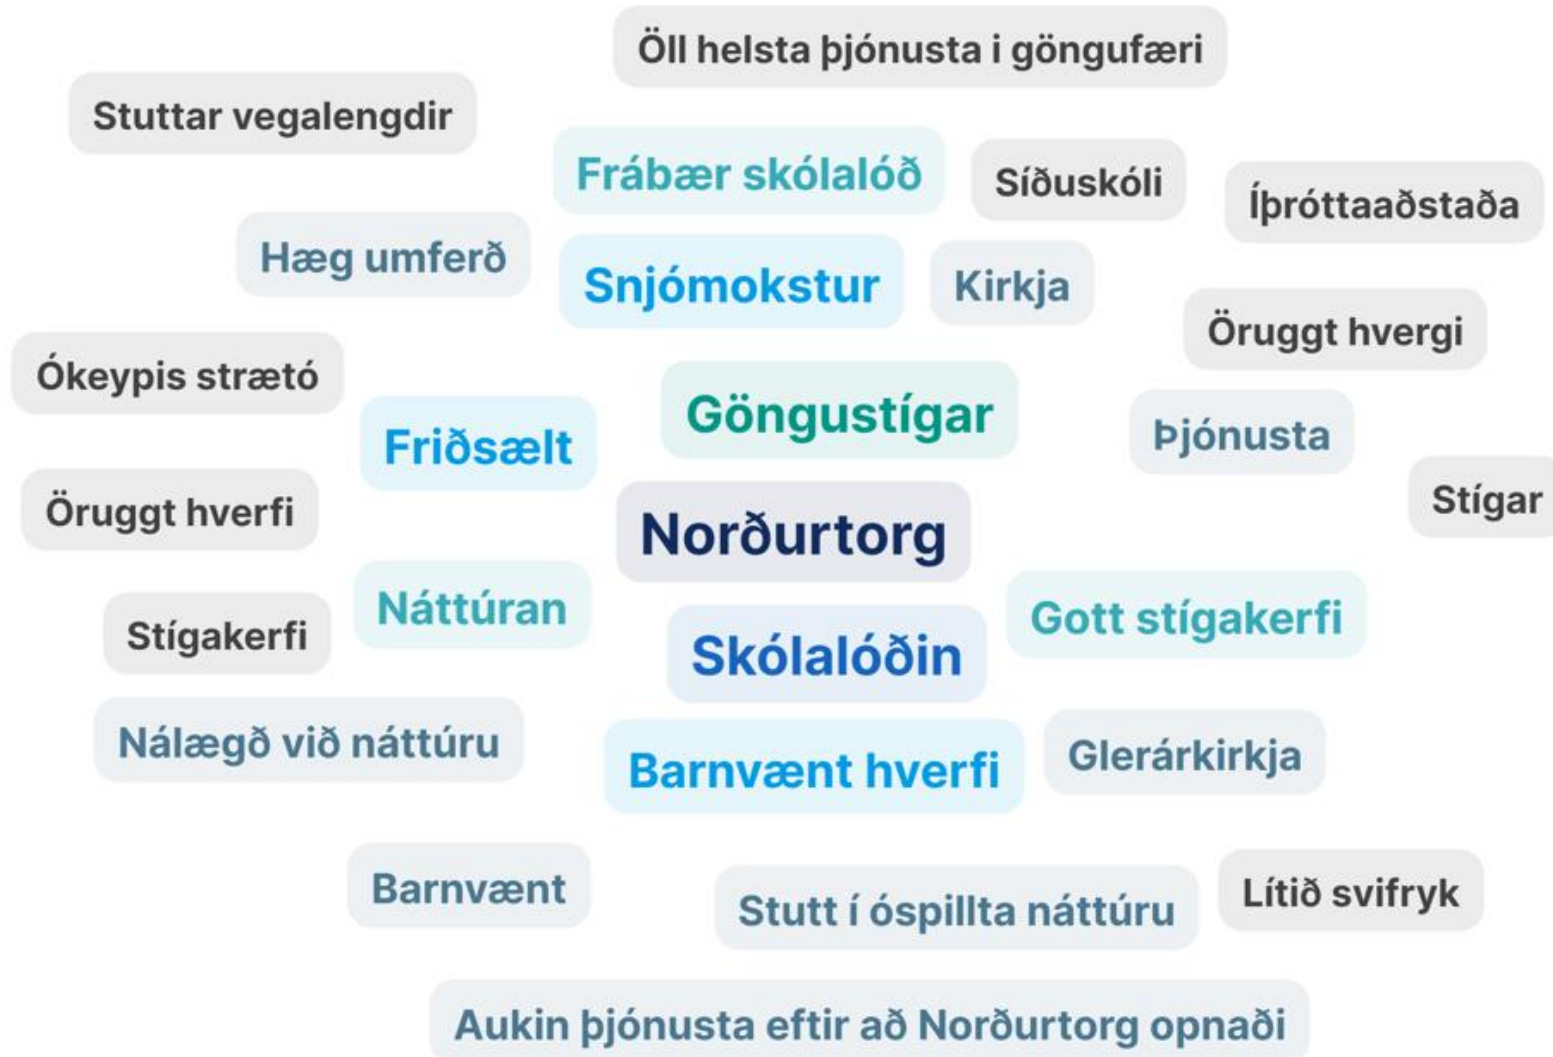 Öll helsta þjónusta i göngufæri
Stuttar vegalengdir
Frábær skólalóð
Síðuskóli
Íþróttaaðstaða
Hæg umferð
Snjómokstur
Kirkja
Öruggt hvergi
Ókeypis strætó
Göngustígar
Friðsælt
Þjónusta
Stígar
Öruggt hverfi
Norðurtorg
Náttúran
Gott stígakerfi
Stígakerfi
Skólalóðin
Nálægð við náttúru
Barnvænt hverfi
Glerárkirkja
Barnvænt
Stutt í óspillta náttúru
Lítið svifryk
Aukin þjónusta eftir að Norðurtorg opnaði